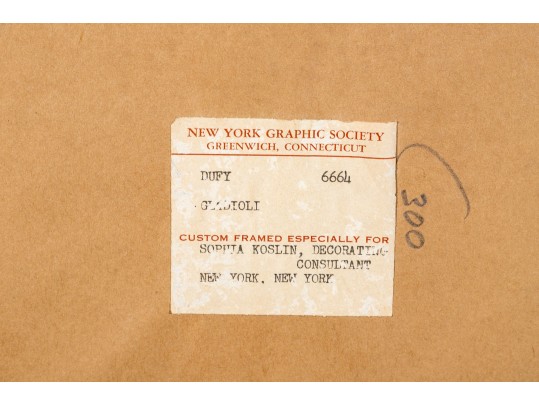 NEW YORK GRAPHIC SOCIETY
GREENWICH, CONNECTICUT
DUFY 6664
GLADIOLI
CUSTOM FRAMED ESPECIALLY FOR
SOPHIA KOSLIN, DECORATING
CONSULTANT
NEW YORK, NEW YORK
300